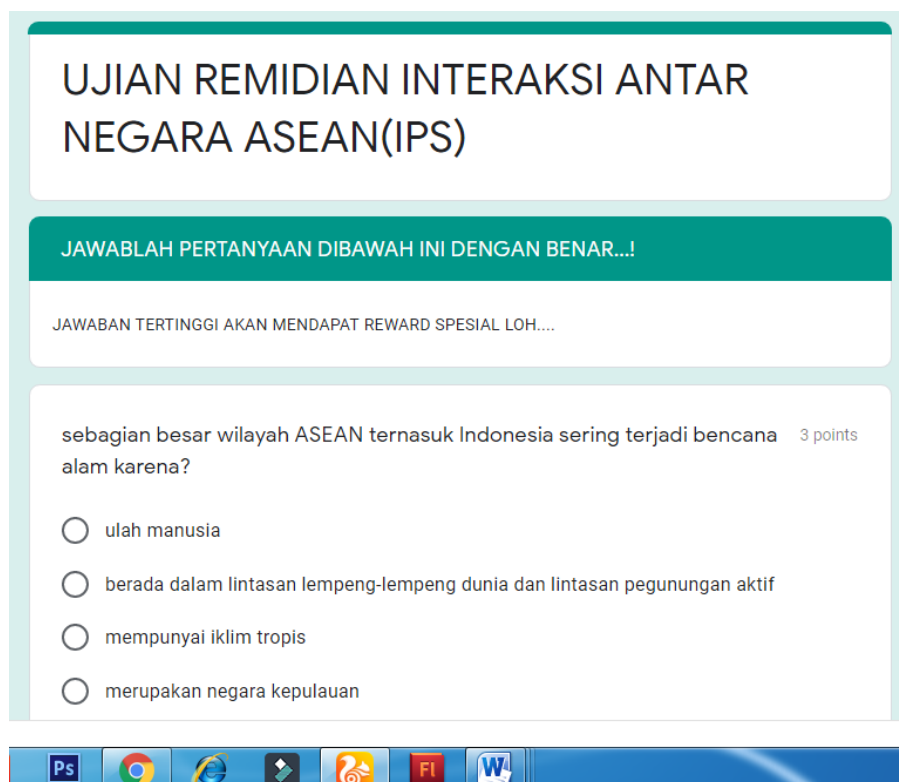 UJIAN REMIDIAN INTERAKSI ANTAR
NEGARA ASEAN(IPS)
JAWABLAH PERTANYAAN DIBAWAH INI DENGAN BENAR...!
JAWABAN TERTINGGI AKAN MENDAPAT REWARD SPESIAL LOH....
sebagian besar wilayah ASEAN ternasuk Indonesia sering terjadi bencana 3 points
alam karena?
ulah manusia
berada dalam lintasan lempeng-lempeng dunia dan lintasan pegunungan aktif
mempunyai iklim tropis
merupakan negara kepulauan
Ps Fl W